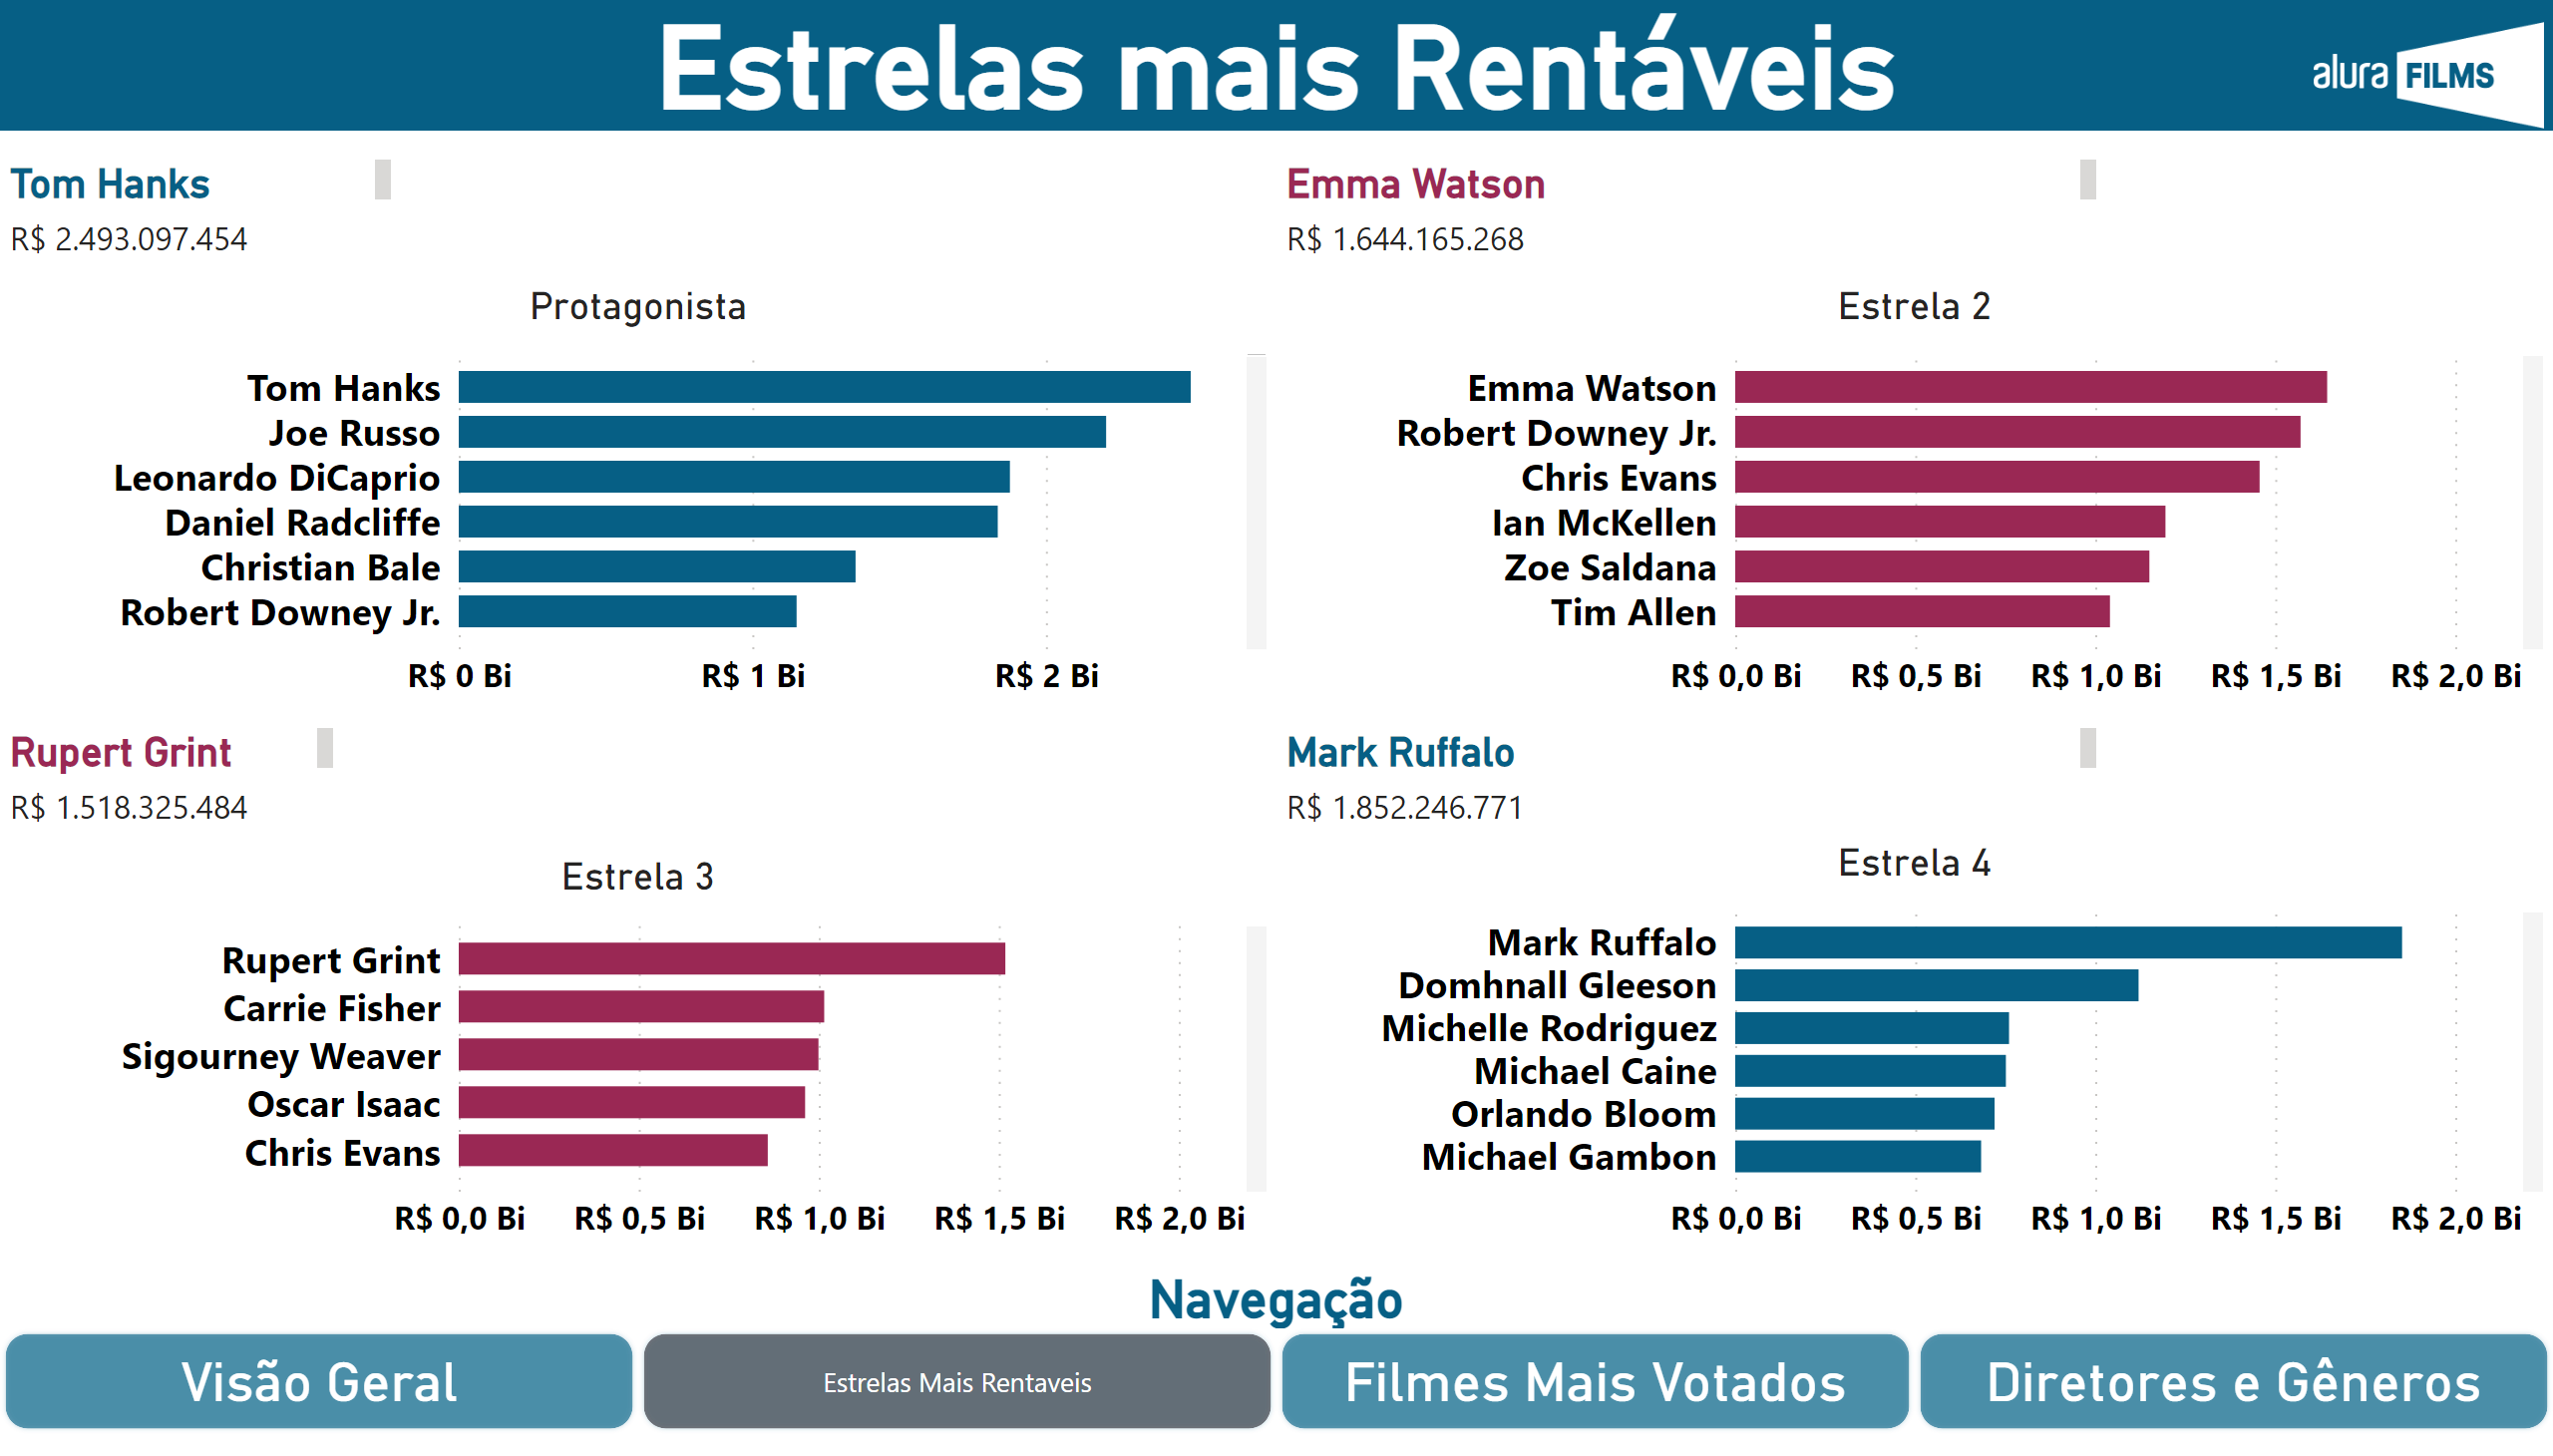 Estrelas mais Rentáveis
alura FILMS
Tom Hanks
R$ 2.493.097.454
Protagonista
Tom Hanks
Joe Russo
Leonardo DiCaprio
Daniel Radcliffe
Christian Bale
Robert Downey Jr.
R$ 0 Bi R$ 1 Bi R$ 2 Bi
Emma Watson
R$ 1.644.165.268
Estrela 2
Emma Watson
Robert Downey Jr.
Chris Evans
Ian McKellen
Zoe Saldana
Tim Allen
R$ 0,0 Bi R$ 0,5 Bi R$ 1,0 Bi R$ 1,5 Bi R$ 2,0 Bi
Rupert Grint
R$ 1.518.325.484
Estrela 3
Rupert Grint
Carrie Fisher
Sigourney Weaver
Oscar Isaac
Chris Evans
R$ 0,0 Bi R$ 0,5 Bi R$ 1,0 Bi R$ 1,5 Bi R$ 2,0 Bi
Mark Ruffalo
R$ 1.852.246.771
Estrela 4
Mark Ruffalo
Domhnall Gleeson
Michelle Rodriguez
Michael Caine
Orlando Bloom
Michael Gambon
R$ 0,0 Bi R$ 0,5 Bi R$ 1,0 Bi R$ 1,5 Bi R$ 2,0 Bi
Navegação
Visão Geral
Estrelas Mais Rentaveis
Filmes Mais Votados
Diretores e Gêneros